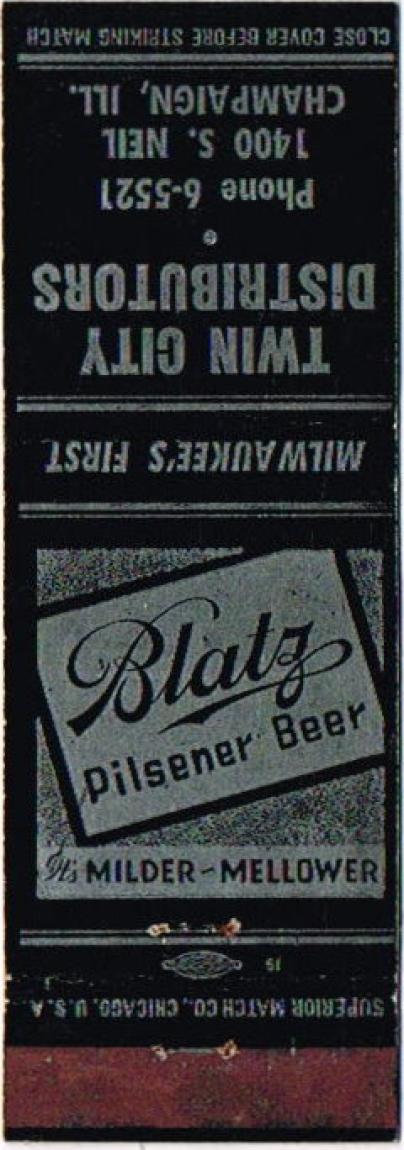 CLOSE COVER BEFORE STRIKING MATCH
CHAMPAIGN, ILL.
1400 S. NEIL
Phone 6-5521
TWIN CITY
DISTRIBUTORS
MILWAUKEE'S FIRST
Blatz
Pilsener Beer
It's MILDER-MELLOWER
15
SUPERIOR MATCH CO., CHICAGO, U.S.A